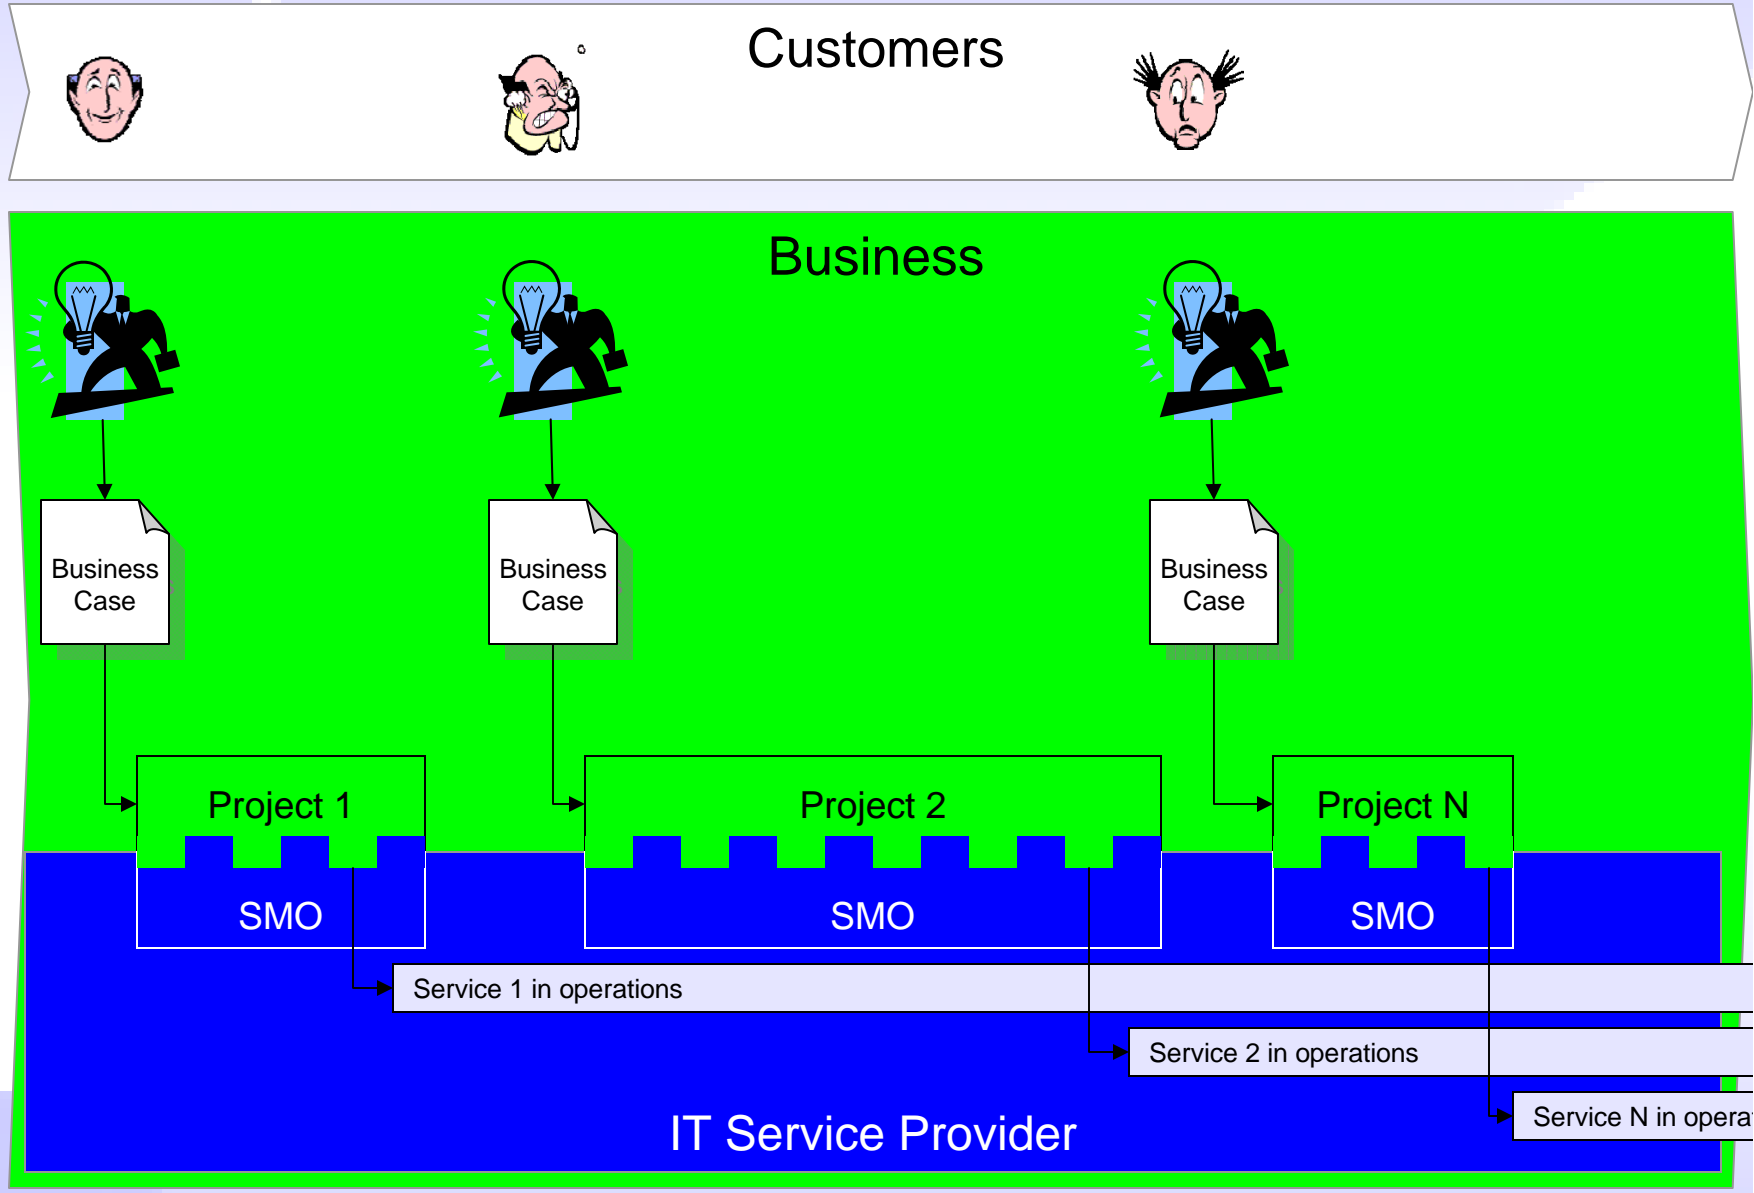 Customers
Business
Business
Case
Business
Case
Business
Case
Project 1
Project 2
Project N
SMO
SMO
SMO
Service 1 in operations
Service 2 in operations
Service N in opera
IT Service Provider